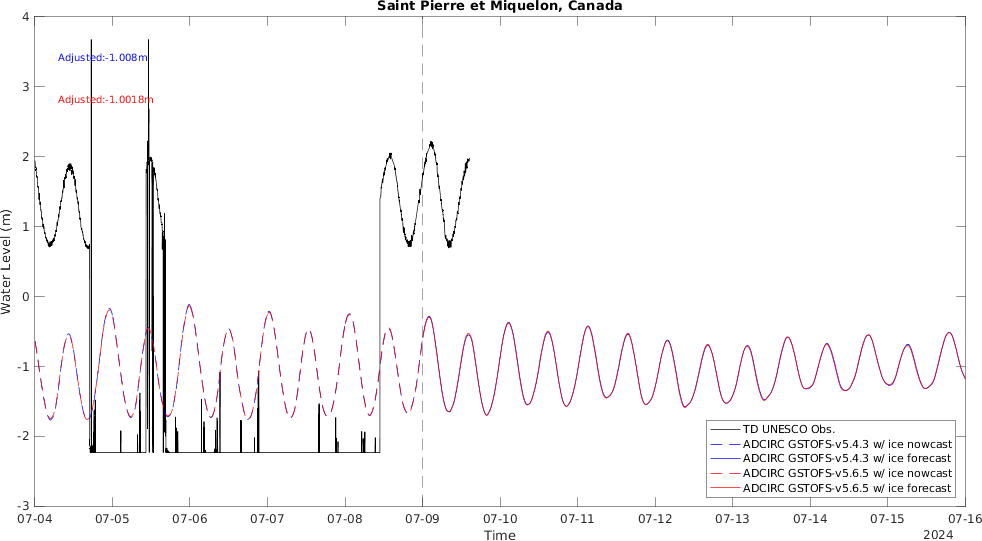 Saint Pierre et Miquelon, Canada
4
3
2
1
0
-1
-2
-3
Water Level (m)
Adjusted:-1.008m
Adjusted:-1.0018m
TD UNESCO Obs.
ADCIRC GSTOFS-v5.4.3 w/ ice nowcast
ADCIRC GSTOFS-v5.4.3 w/ ice forecast
ADCIRC GSTOFS-v5.6.5 w/ ice nowcast
ADCIRC GSTOFS-v5.6.5 w/ ice forecast
07-04 07-05 07-06 07-07 07-08 07-09 07-10 07-11 07-12 07-13 07-14 07-15 07-16
Time
2024